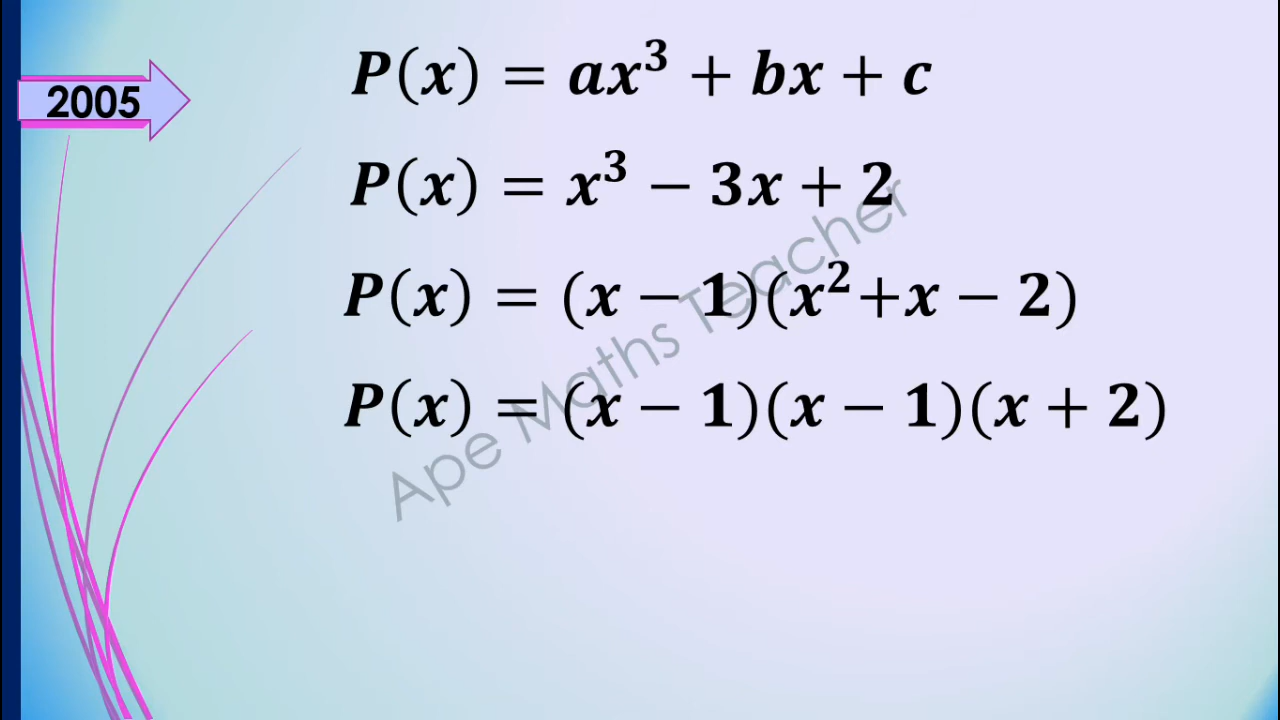 2005
P(x) = ax³ + bx + c
P(x) = x³ − 3x + 2
P(x) = (x − 1)(x²+x − 2)
P(x) = (x − 1)(x − 1)(x + 2)
Ape Maths Teacher